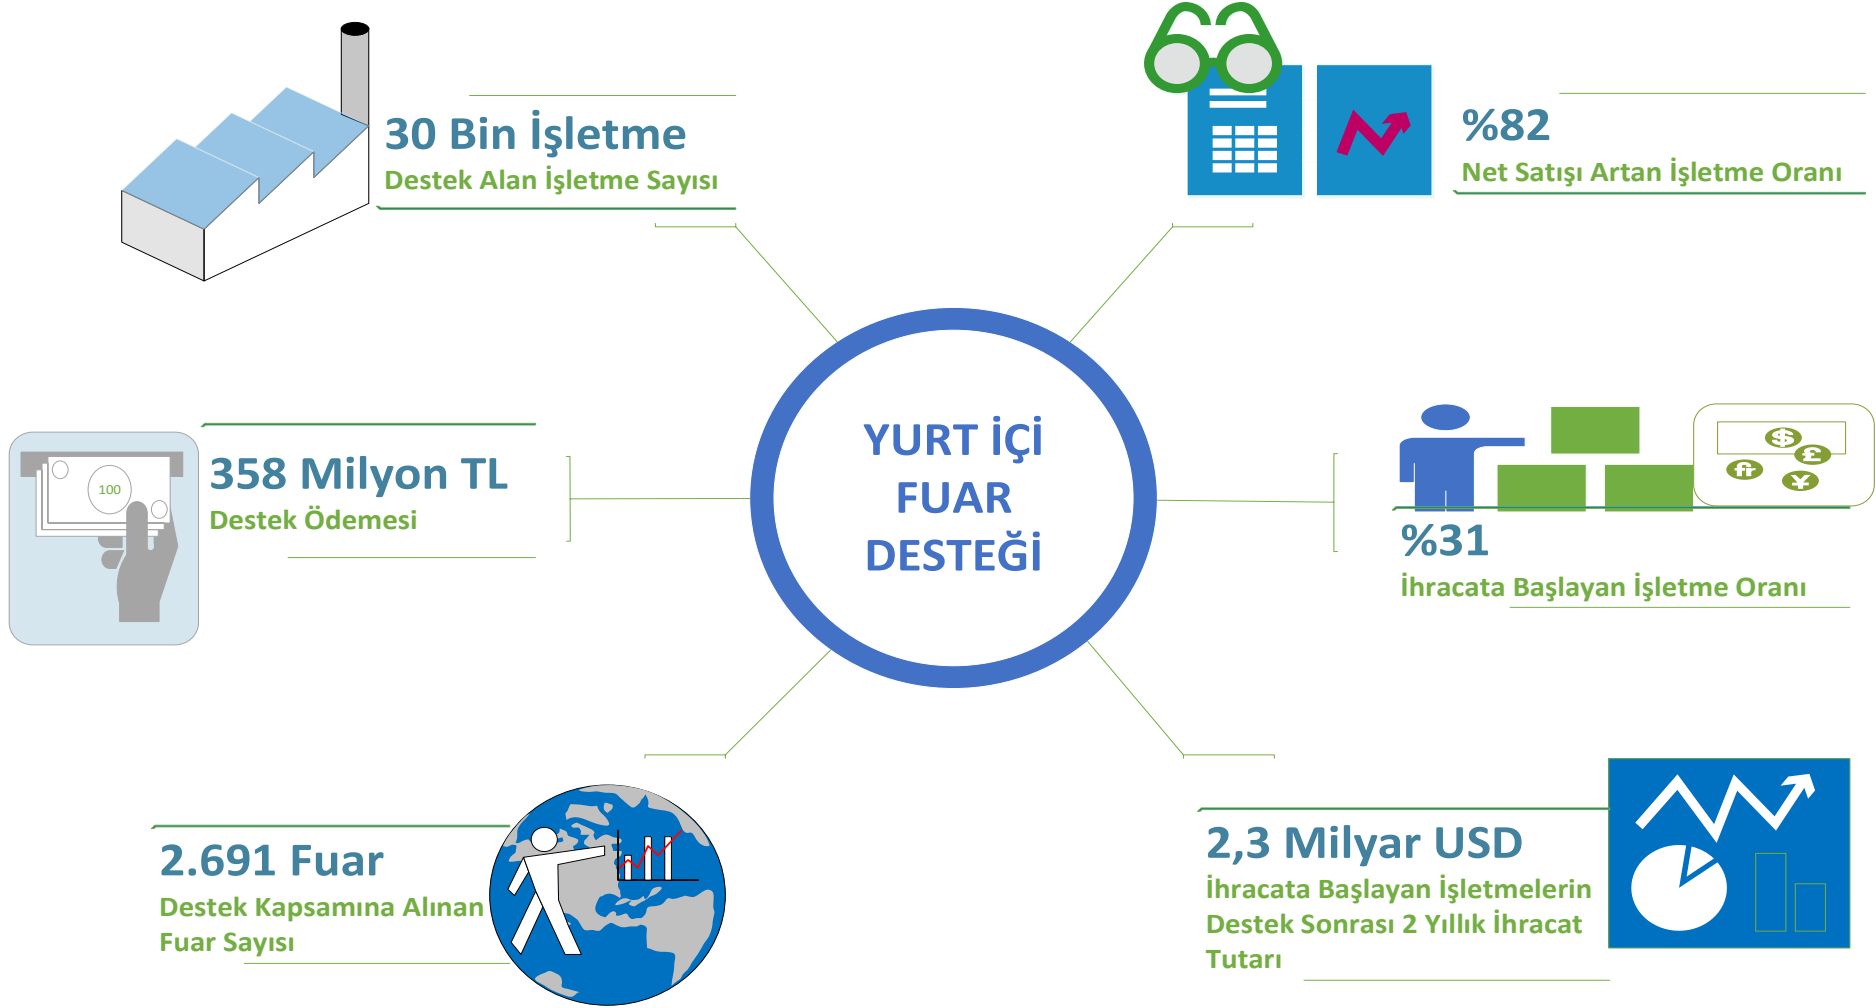 30 Bin İşletme
Destek Alan İşletme Sayısı
%82
Net Satışı Artan İşletme Oranı
358 Milyon TL
Destek Ödemesi
100
YURT İÇİ
FUAR
DESTEĞİ
$
£
fr
¥
%31
İhracata Başlayan İşletme Oranı
2.691 Fuar
Destek Kapsamına Alınan
Fuar Sayısı
2,3 Milyar USD
İhracata Başlayan İşletmelerin
Destek Sonrası 2 Yıllık İhracat
Tutarı